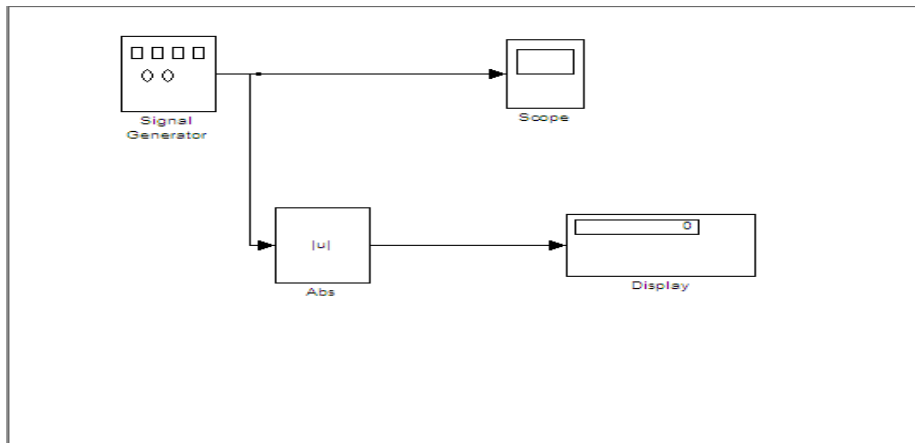 Signal
Generator
Scope
|u|
Abs
0
Display